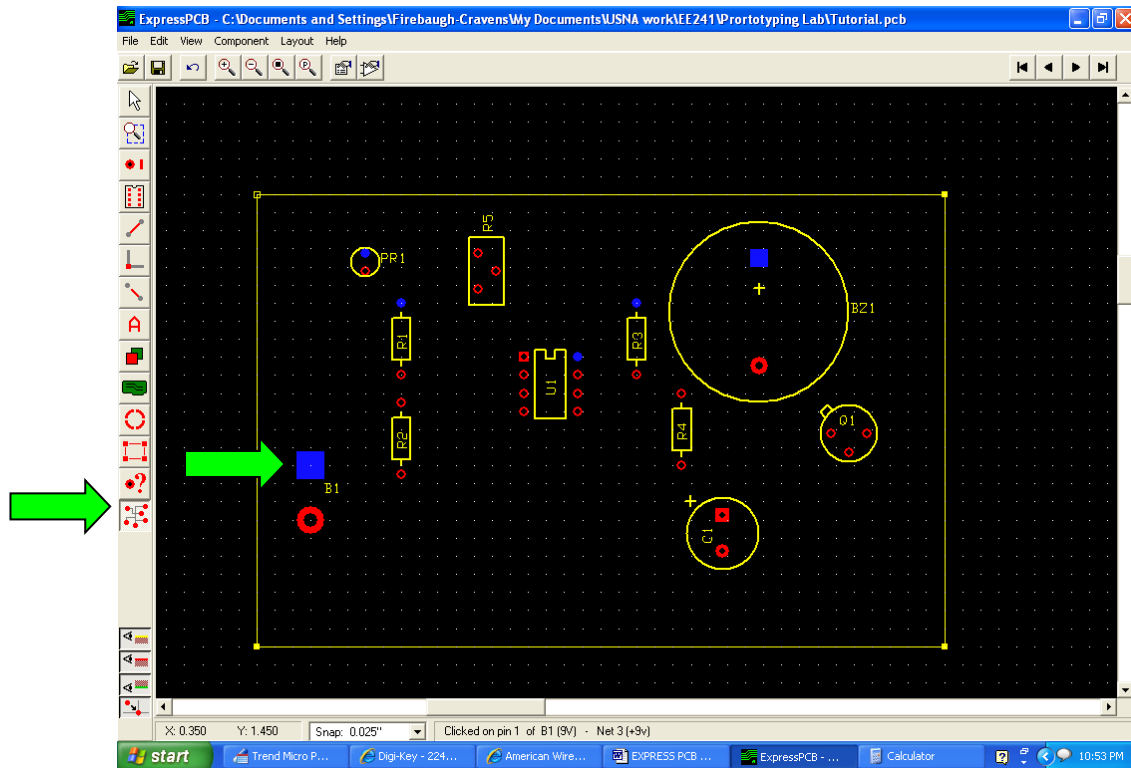 ExpressPCB - C:\Documents and Settings\Firebaugh-Cravens\My Documents\USNA work\EE241\Prortotyping Lab\Tutorial.pcb
File Edit View Component Layout Help
R5
PR1
BZ1
R1
R3
U1
R2
R4
Q1
B1
C1
X: 0.350 Y: 1.450 Snap: 0.025" Clicked on pin 1 of B1 (9V) - Net 3 (+9v)
start Trend Micro P... Digi-Key - 224... American Wire... EXPRESS PCB ... ExpressPCB - ... Calculator 10:53 PM